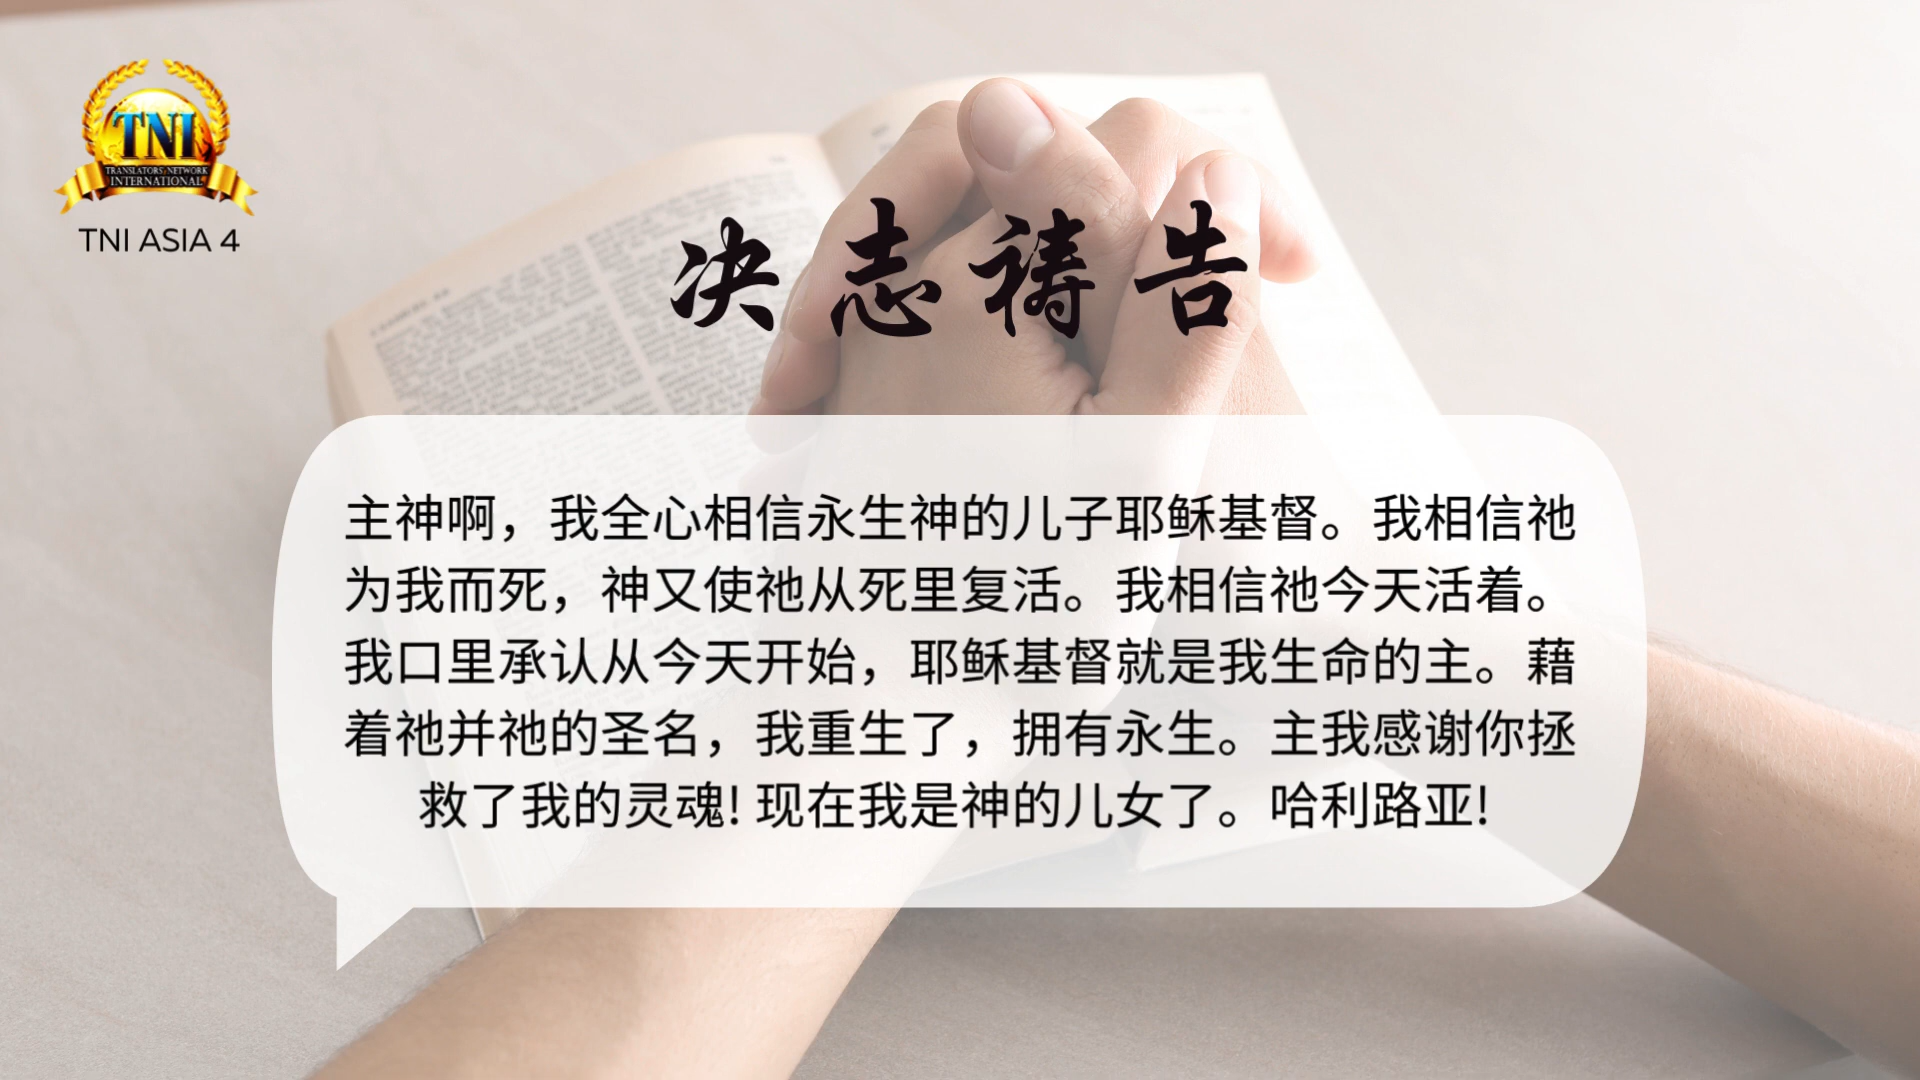 TNI
TRANSLATORS NETWORK
INTERNATIONAL
TNI ASIA 4
决志祷告
主神啊，我全心相信永生神的儿子耶稣基督。我相信祂
为我而死，神又使祂从死里复活。我相信祂今天活着。
我口里承认从今天开始，耶稣基督就是我生命的主。藉
着祂并祂的圣名，我重生了，拥有永生。主我感谢你拯
救了我的灵魂! 现在我是神的儿女了。哈利路亚!